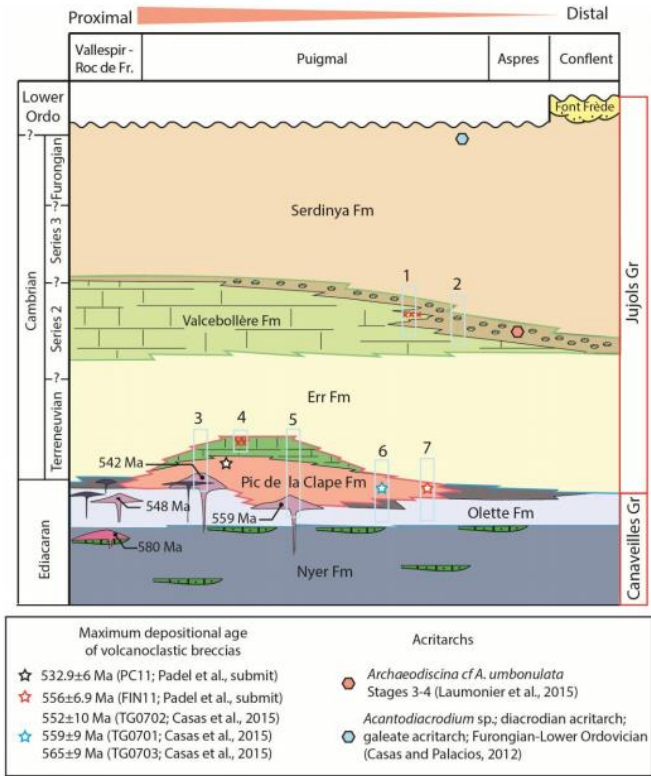 Proximal
Distal
Vallespir -
Roc de Fr.
Puigmal
Aspres
Conflent
Lower
Ordo
Font Frède
?
Furongian
?
Serdinya Fm
Series 3
?
Cambrian
Series 2
1
2
Valcebollère Fm
Jujols Gr
?
Err Fm
Terreneuvian
3
4
5
6
7
542 Ma
Pic de la Clape Fm
548 Ma
559 Ma
Olette Fm
580 Ma
Ediacaran
Nyer Fm
Canaveilles Gr
Maximum depositional age
of volcanoclastic breccias
532.9±6 Ma (PC11; Padel et al., submit)
556±6.9 Ma (FIN11; Padel et al., submit)
552±10 Ma (TG0702; Casas et al., 2015)
559±9 Ma (TG0701; Casas et al., 2015)
565±9 Ma (TG0703; Casas et al., 2015)
Acritarchs
Archaeodiscina cf A. umbonulata
Stages 3-4 (Laumonier et al., 2015)
Acantodiacrodium sp.; diacrodian acritarch;
galeate acritarch; Furongian-Lower Ordovician
(Casas and Palacios, 2012)